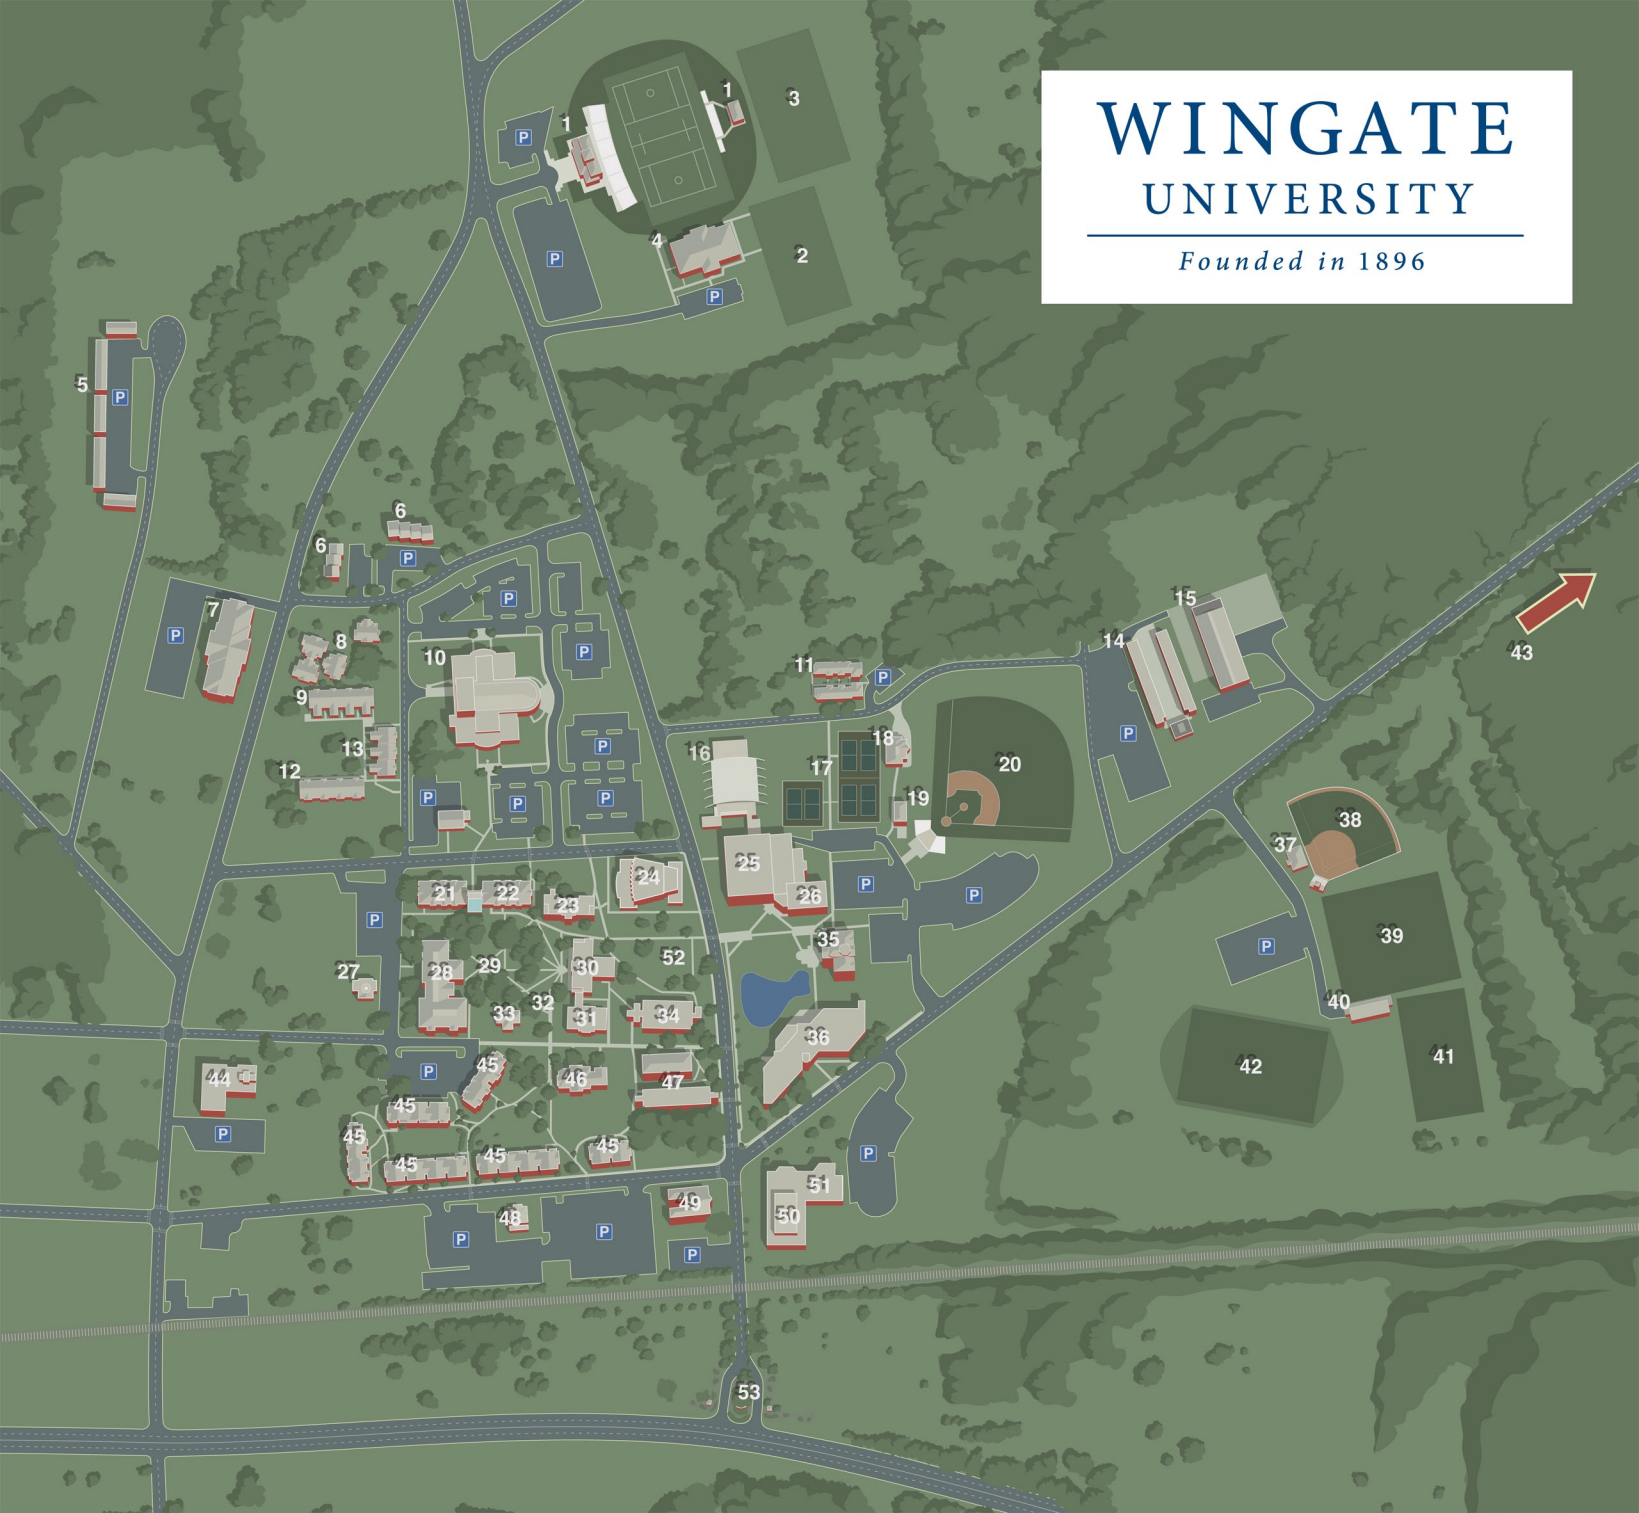 WINGATE
UNIVERSITY
Founded in 1896
1
1
3
P
4
2
P
P
5
P
6
6
P
P
7
P
8
P
10
11
P
9
15
14
43
13
12
16
18
17
20
P
P
P
P
P
19
38
37
25
24
26
P
P
21
22
23
P
35
39
P
27
28
29
30
52
32
33
31
34
36
40
41
42
44
P
45
46
47
45
P
45
45
45
45
P
51
50
49
48
P
P
P
53